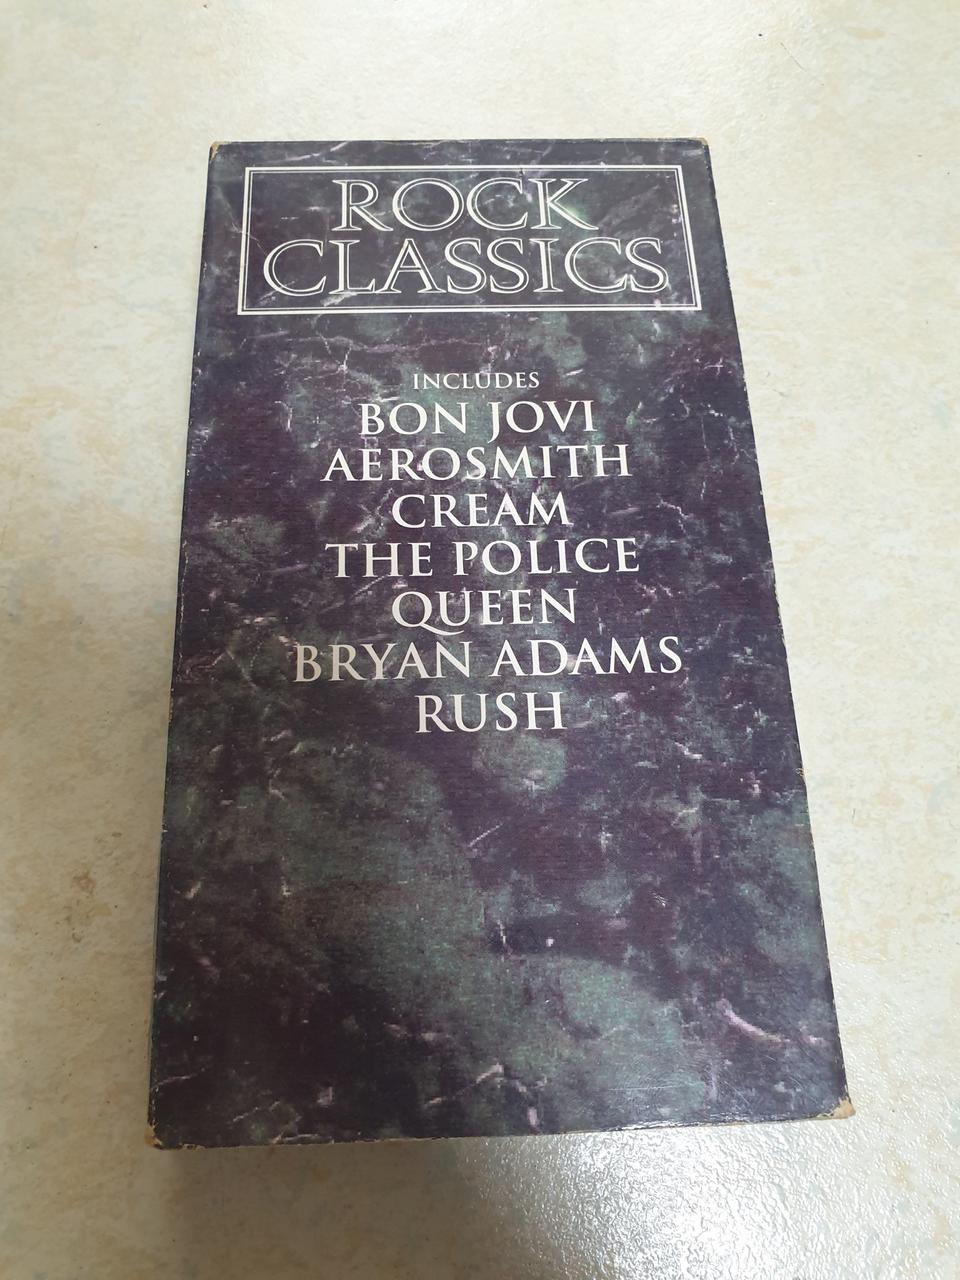 ROCK
CLASSICS
INCLUDES
BON JOVI
AEROSMITH
CREAM
THE POLICE
QUEEN
BRYAN ADAMS
RUSH